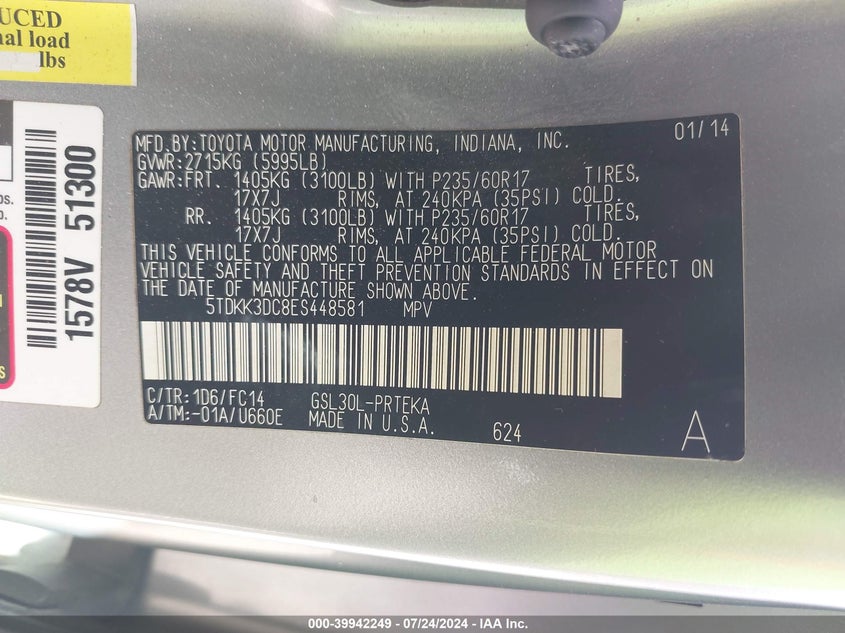 UCED
nal load
lbs
1578V 51300
MFD.BY:TOYOTA MOTOR MANUFACTURING, INDIANA, INC. 01/14
GVWR:2715KG (5995LB)
GAWR:FRT. 1405KG (3100LB) WITH P235/60R17 TIRES,
17X7J RIMS, AT 240KPA (35PSI) COLD.
RR. 1405KG (3100LB) WITH P235/60R17 TIRES,
17X7J RIMS, AT 240KPA (35PSI) COLD.
THIS VEHICLE CONFORMS TO ALL APPLICABLE FEDERAL MOTOR
VEHICLE SAFETY AND THEFT PREVENTION STANDARDS IN EFFECT ON
THE DATE OF MANUFACTURE SHOWN ABOVE.
5TDKK3DC8ES448581 MPV
C/TR:1D6/FC14 GSL30L-PRTEKA
A/TM:-01A/U660E MADE IN U.S.A. 624 A
000-39942249 - 07/24/2024 - IAA Inc.